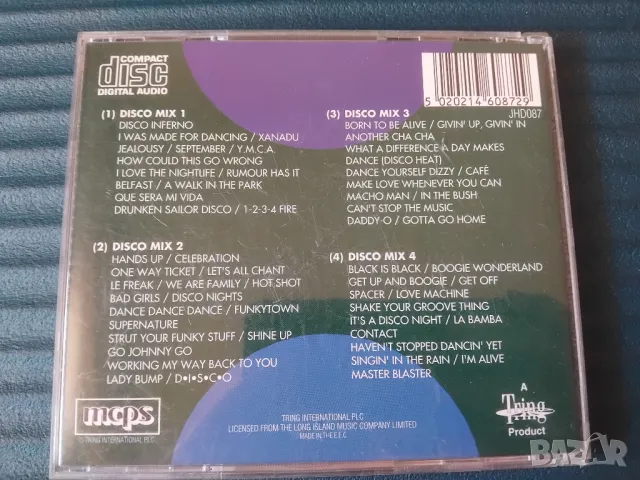 COMPACT
disc
DIGITAL AUDIO
5 020214 608729
JHD087
(1) DISCO MIX 1
DISCO INFERNO
I WAS MADE FOR DANCING / XANADU
JEALOUSY / SEPTEMBER / Y.M.C.A.
HOW COULD THIS GO WRONG
I LOVE THE NIGHTLIFE / RUMOUR HAS IT
BELFAST / A WALK IN THE PARK
QUE SERA MI VIDA
DRUNKEN SAILOR DISCO / 1-2-3-4 FIRE
(2) DISCO MIX 2
HANDS UP / CELEBRATION
ONE WAY TICKET / LET'S ALL CHANT
LE FREAK / WE ARE FAMILY / HOT SHOT
BAD GIRLS / DISCO NIGHTS
DANCE DANCE DANCE / FUNKYTOWN
SUPERNATURE
STRUT YOUR FUNKY STUFF / SHINE UP
GO JOHNNY GO
WORKING MY WAY BACK TO YOU
LADY BUMP / D•I•S•C•O
(3) DISCO MIX 3
BORN TO BE ALIVE / GIVIN' UP, GIVIN' IN
ANOTHER CHA CHA
WHAT A DIFFERENCE A DAY MAKES
DANCE (DISCO HEAT)
DANCE YOURSELF DIZZY / CAFÉ
MAKE LOVE WHENEVER YOU CAN
MACHO MAN / IN THE BUSH
CAN'T STOP THE MUSIC
DADDY-O / GOTTA GO HOME
(4) DISCO MIX 4
BLACK IS BLACK / BOOGIE WONDERLAND
GET UP AND BOOGIE / GET OFF
SPACER / LOVE MACHINE
SHAKE YOUR GROOVE THING
IT'S A DISCO NIGHT / LA BAMBA
CONTACT
HAVEN'T STOPPED DANCIN' YET
SINGIN' IN THE RAIN / I'M ALIVE
MASTER BLASTER
mcps
© TRING INTERNATIONAL PLC
TRING INTERNATIONAL PLC
LICENSED FROM THE LONG ISLAND MUSIC COMPANY LIMITED
MADE IN THE E.E.C.
A
Tring
Product
BAZAR